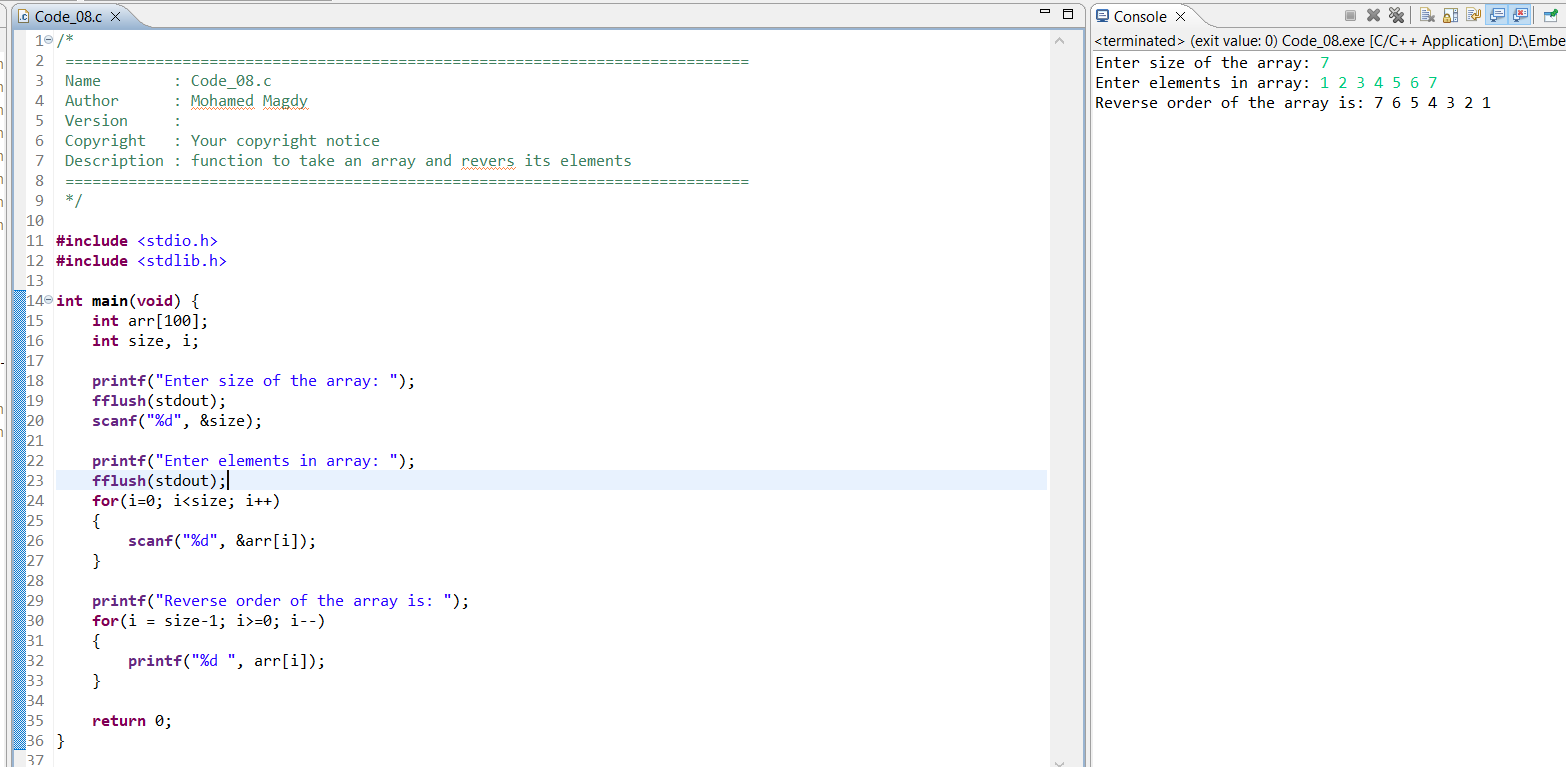 Code_08.c
1 /*
2 ============================================================================
3 Name        : Code_08.c
4 Author      : Mohamed Magdy
5 Version     :
6 Copyright   : Your copyright notice
7 Description : function to take an array and revers its elements
8 ============================================================================
9 */
10
11 #include <stdio.h>
12 #include <stdlib.h>
13
14 int main(void) {
15     int arr[100];
16     int size, i;
17
18     printf("Enter size of the array: ");
19     fflush(stdout);
20     scanf("%d", &size);
21
22     printf("Enter elements in array: ");
23     fflush(stdout);
24     for(i=0; i<size; i++)
25     {
26         scanf("%d", &arr[i]);
27     }
28
29     printf("Reverse order of the array is: ");
30     for(i = size-1; i>=0; i--)
31     {
32         printf("%d ", arr[i]);
33     }
34
35     return 0;
36 }
37
Console
<terminated> (exit value: 0) Code_08.exe [C/C++ Application] D:\Embe
Enter size of the array: 7
Enter elements in array: 1 2 3 4 5 6 7
Reverse order of the array is: 7 6 5 4 3 2 1